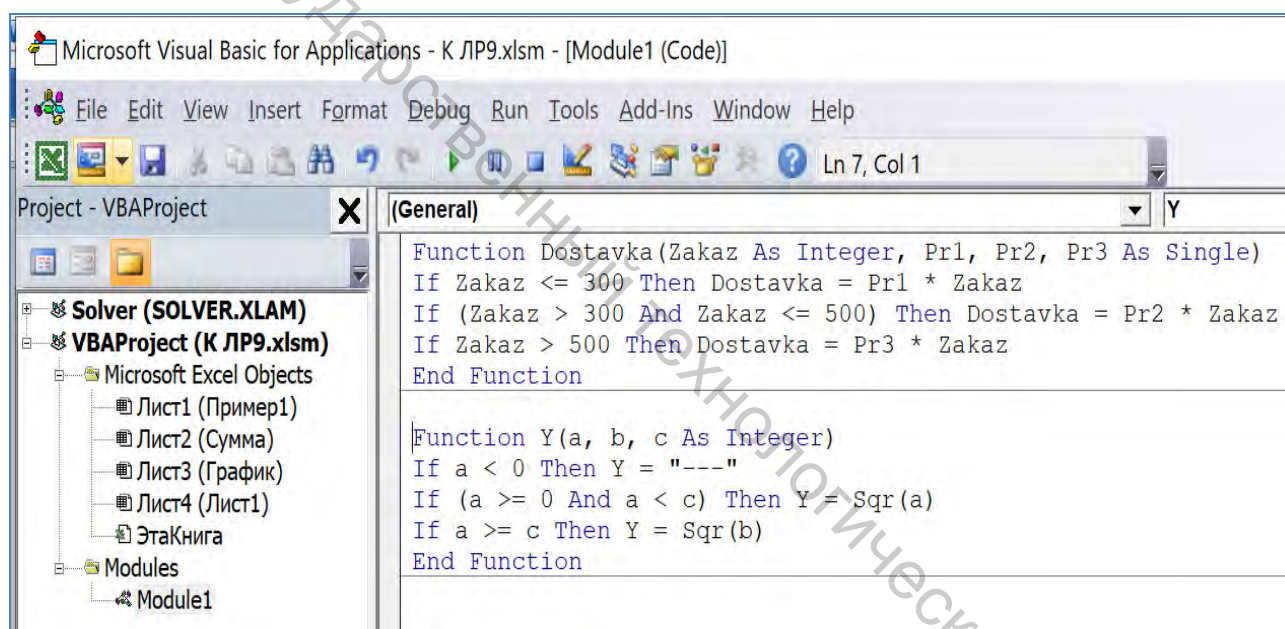 Microsoft Visual Basic for Applications - К ЛР9.xlsm - [Module1 (Code)]
File Edit View Insert Format Debug Run Tools Add-Ins Window Help
Ln 7, Col 1
Project - VBAProject
(General)
Y
Solver (SOLVER.XLAM)
VBAProject (К ЛР9.xlsm)
Microsoft Excel Objects
Лист1 (Пример1)
Лист2 (Сумма)
Лист3 (График)
Лист4 (Лист1)
ЭтаКнига
Modules
Module1
Function Dostavka(Zakaz As Integer, Pr1, Pr2, Pr3 As Single)
If Zakaz <= 300 Then Dostavka = Pr1 * Zakaz
If (Zakaz > 300 And Zakaz <= 500) Then Dostavka = Pr2 * Zakaz
If Zakaz > 500 Then Dostavka = Pr3 * Zakaz
End Function
Function Y(a, b, c As Integer)
If a < 0 Then Y = "---"
If (a >= 0 And a < c) Then Y = Sqr(a)
If a >= c Then Y = Sqr(b)
End Function